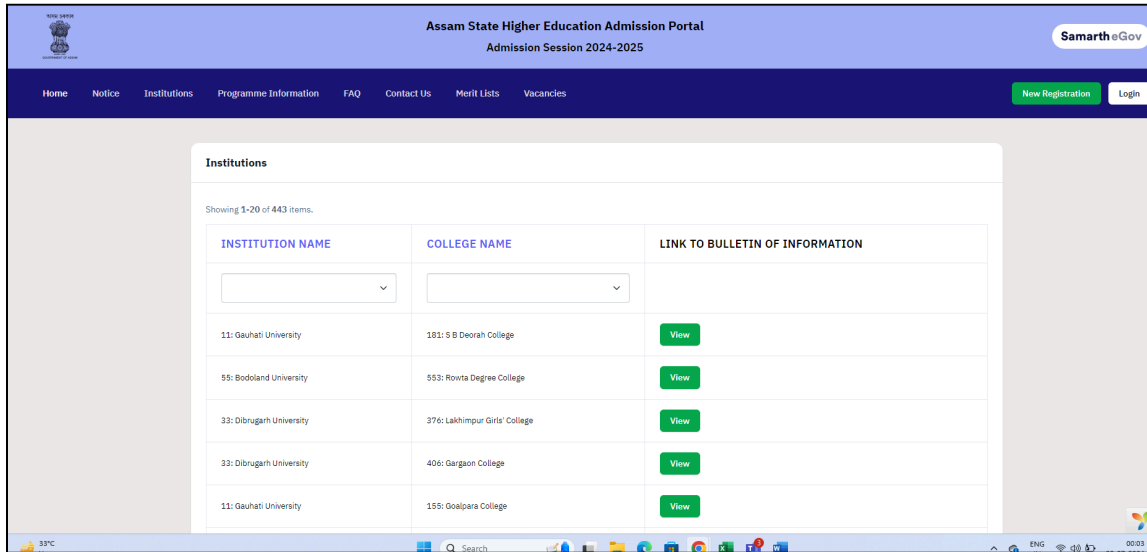 Assam State Higher Education Admission Portal
Admission Session 2024-2025
GOVERNMENT OF ASSAM
Samarth eGov
Home Notice Institutions Programme Information FAQ Contact Us Merit Lists Vacancies New Registration Login
Institutions
Showing 1-20 of 443 items.
INSTITUTION NAME COLLEGE NAME LINK TO BULLETIN OF INFORMATION
11: Gauhati University 181: S B Deorah College View
55: Bodoland University 553: Rowta Degree College View
33: Dibrugarh University 376: Lakhimpur Girls' College View
33: Dibrugarh University 406: Gargaon College View
11: Gauhati University 155: Goalpara College View
33°C Search 3 ENG 00:03